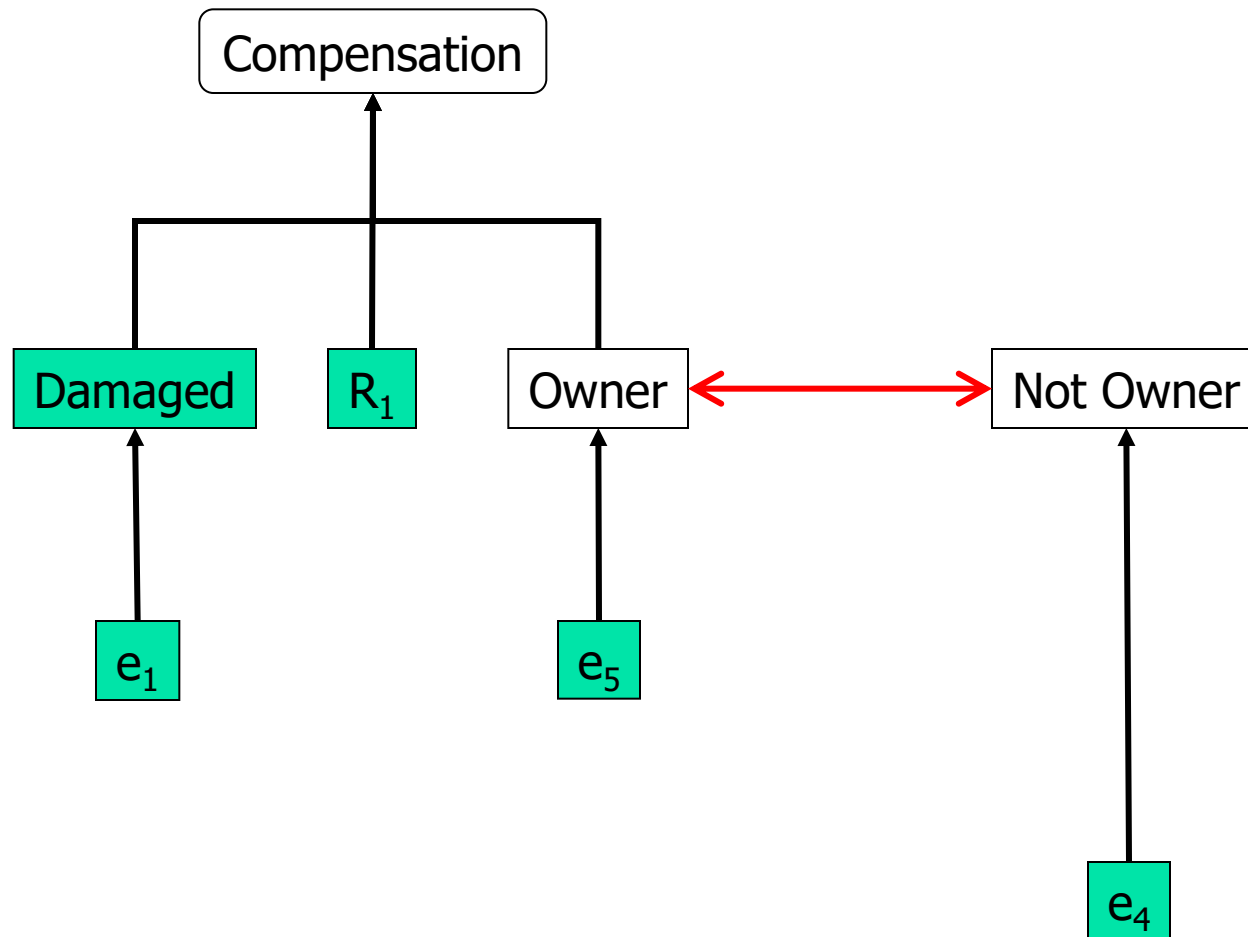 Compensation
Damaged
R₁
Owner
Not Owner
e₁
e₅
e₄